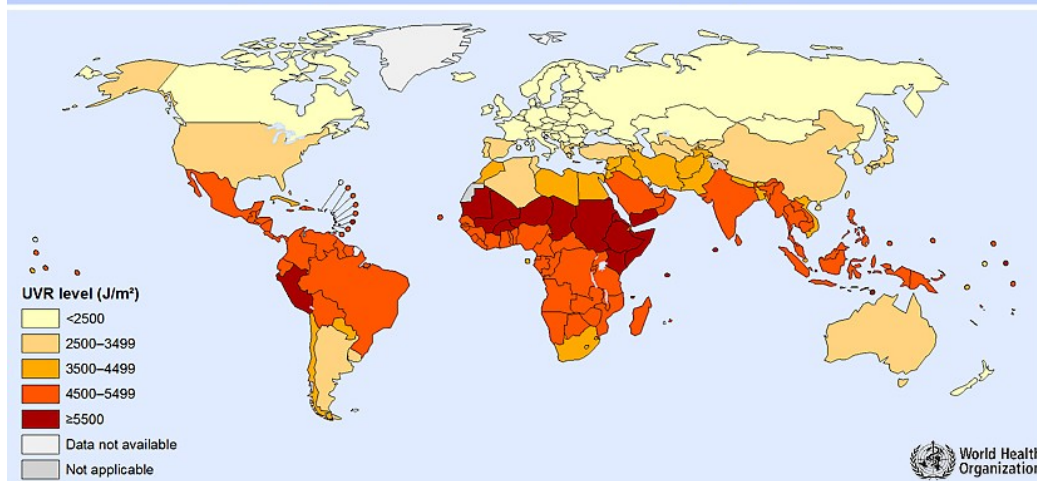 UVR level (J/m²)
<2500
2500–3499
3500–4499
4500–5499
≥5500
Data not available
Not applicable
World Health
Organization